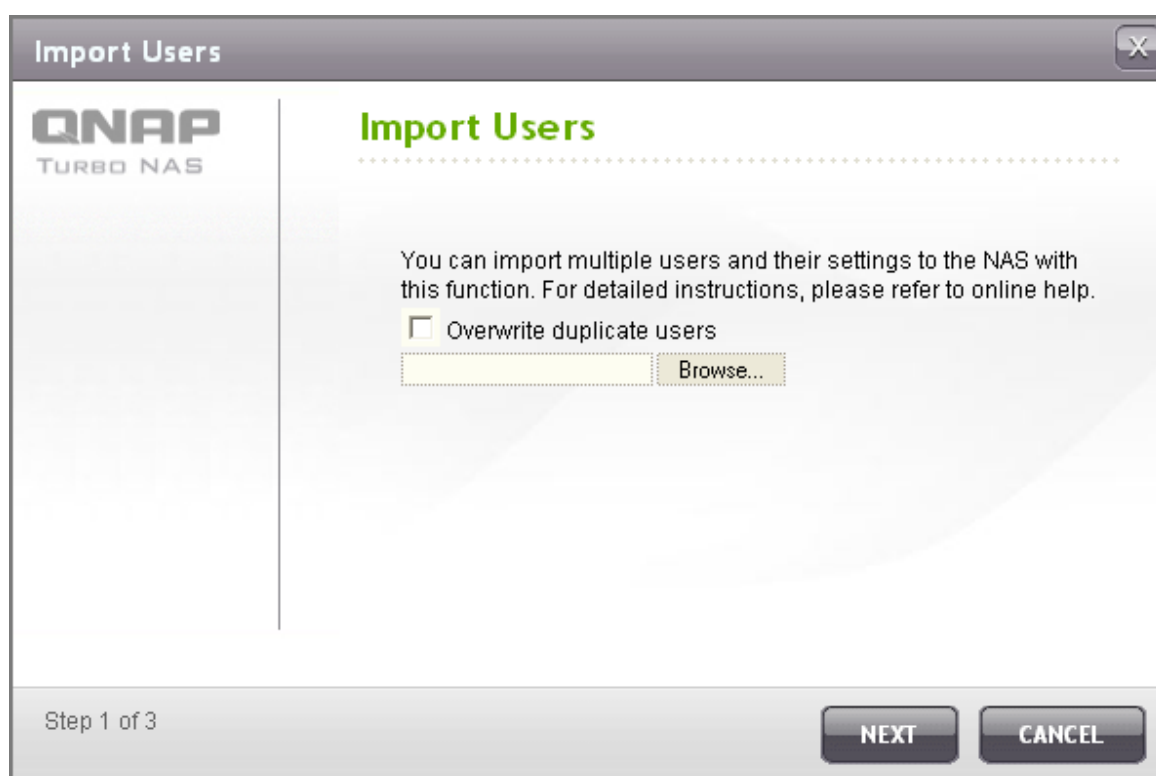 Import Users
X
QNAP
TURBO NAS
Import Users
You can import multiple users and their settings to the NAS with
this function. For detailed instructions, please refer to online help.
Overwrite duplicate users
Browse...
Step 1 of 3
NEXT
CANCEL